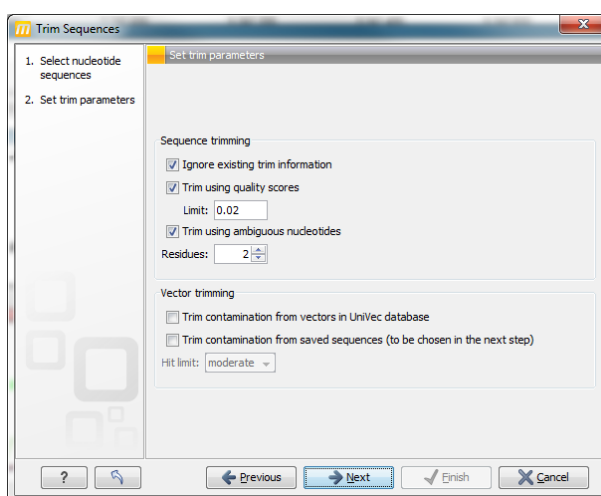 Trim Sequences
1. Select nucleotide
sequences
2. Set trim parameters
Set trim parameters
Sequence trimming
Ignore existing trim information
Trim using quality scores
Limit: 0.02
Trim using ambiguous nucleotides
Residues: 2
Vector trimming
Trim contamination from vectors in UniVec database
Trim contamination from saved sequences (to be chosen in the next step)
Hit limit: moderate
? Previous Next Finish Cancel